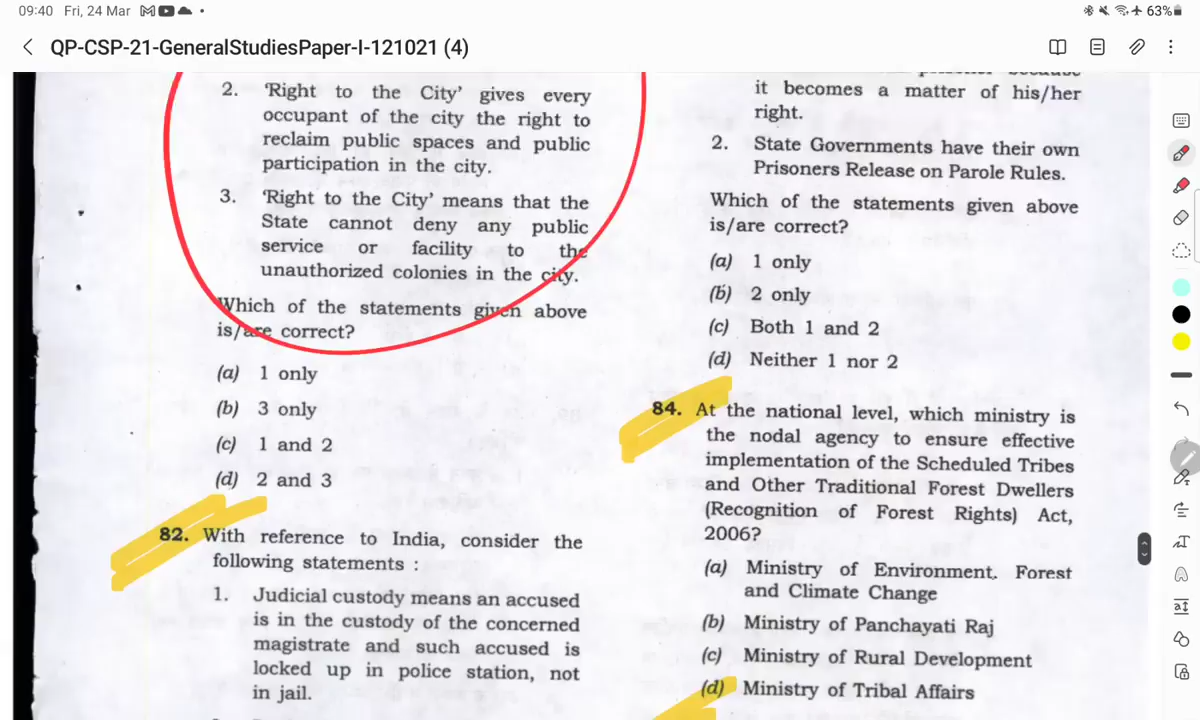 09:40 Fri, 24 Mar 63%
QP-CSP-21-GeneralStudiesPaper-I-121021 (4)
2. 'Right to the City' gives every
occupant of the city the right to
reclaim public spaces and public
participation in the city.
3. 'Right to the City' means that the
State cannot deny any public
service or facility to the
unauthorized colonies in the city.
Which of the statements given above
is/are correct?
(a) 1 only
(b) 3 only
(c) 1 and 2
(d) 2 and 3
82. With reference to India, consider the
following statements :
1. Judicial custody means an accused
is in the custody of the concerned
magistrate and such accused is
locked up in police station, not
in jail.
it becomes a matter of his/her
right.
2. State Governments have their own
Prisoners Release on Parole Rules.
Which of the statements given above
is/are correct?
(a) 1 only
(b) 2 only
(c) Both 1 and 2
(d) Neither 1 nor 2
84. At the national level, which ministry is
the nodal agency to ensure effective
implementation of the Scheduled Tribes
and Other Traditional Forest Dwellers
(Recognition of Forest Rights) Act,
2006?
(a) Ministry of Environment, Forest
and Climate Change
(b) Ministry of Panchayati Raj
(c) Ministry of Rural Development
(d) Ministry of Tribal Affairs